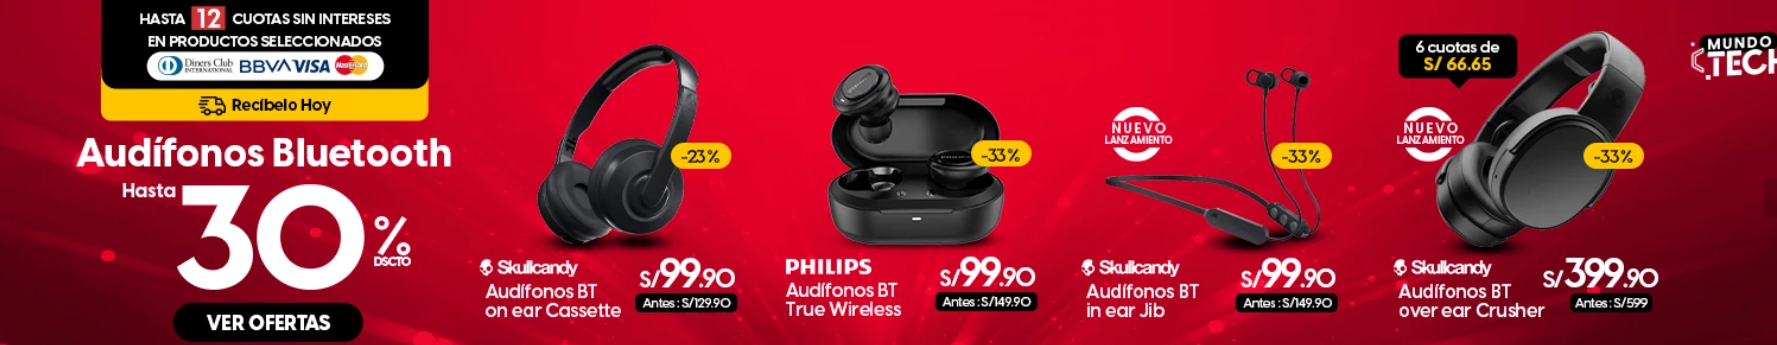 HASTA 12 CUOTAS SIN INTERESES
EN PRODUCTOS SELECCIONADOS
Diners Club
INTERNATIONAL
BBVA VISA MasterCard
Recíbelo Hoy
Audífonos Bluetooth
Hasta
30%
DSCTO
VER OFERTAS
-23%
Skullcandy
Audífonos BT
on ear Cassette
S/99.90
Antes : S/129.90
-33%
PHILIPS
Audífonos BT
True Wireless
S/99.90
Antes : S/149.90
NUEVO
LANZAMIENTO
-33%
Skullcandy
Audífonos BT
in ear Jib
S/99.90
Antes : S/149.90
6 cuotas de
S/ 66.65
NUEVO
LANZAMIENTO
-33%
Skullcandy
Audífonos BT
over ear Crusher
S/399.90
Antes : S/599
MUNDO
TECH